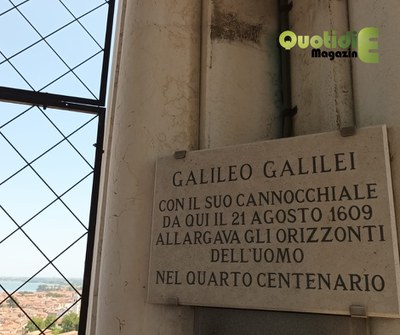 QuotidiE
Magazine
GALILEO GALILEI
CON IL SUO CANNOCCHIALE
DA QUI IL 21 AGOSTO 1609
ALLARGAVA GLI ORIZZONTI
DELL'UOMO
NEL QUARTO CENTENARIO